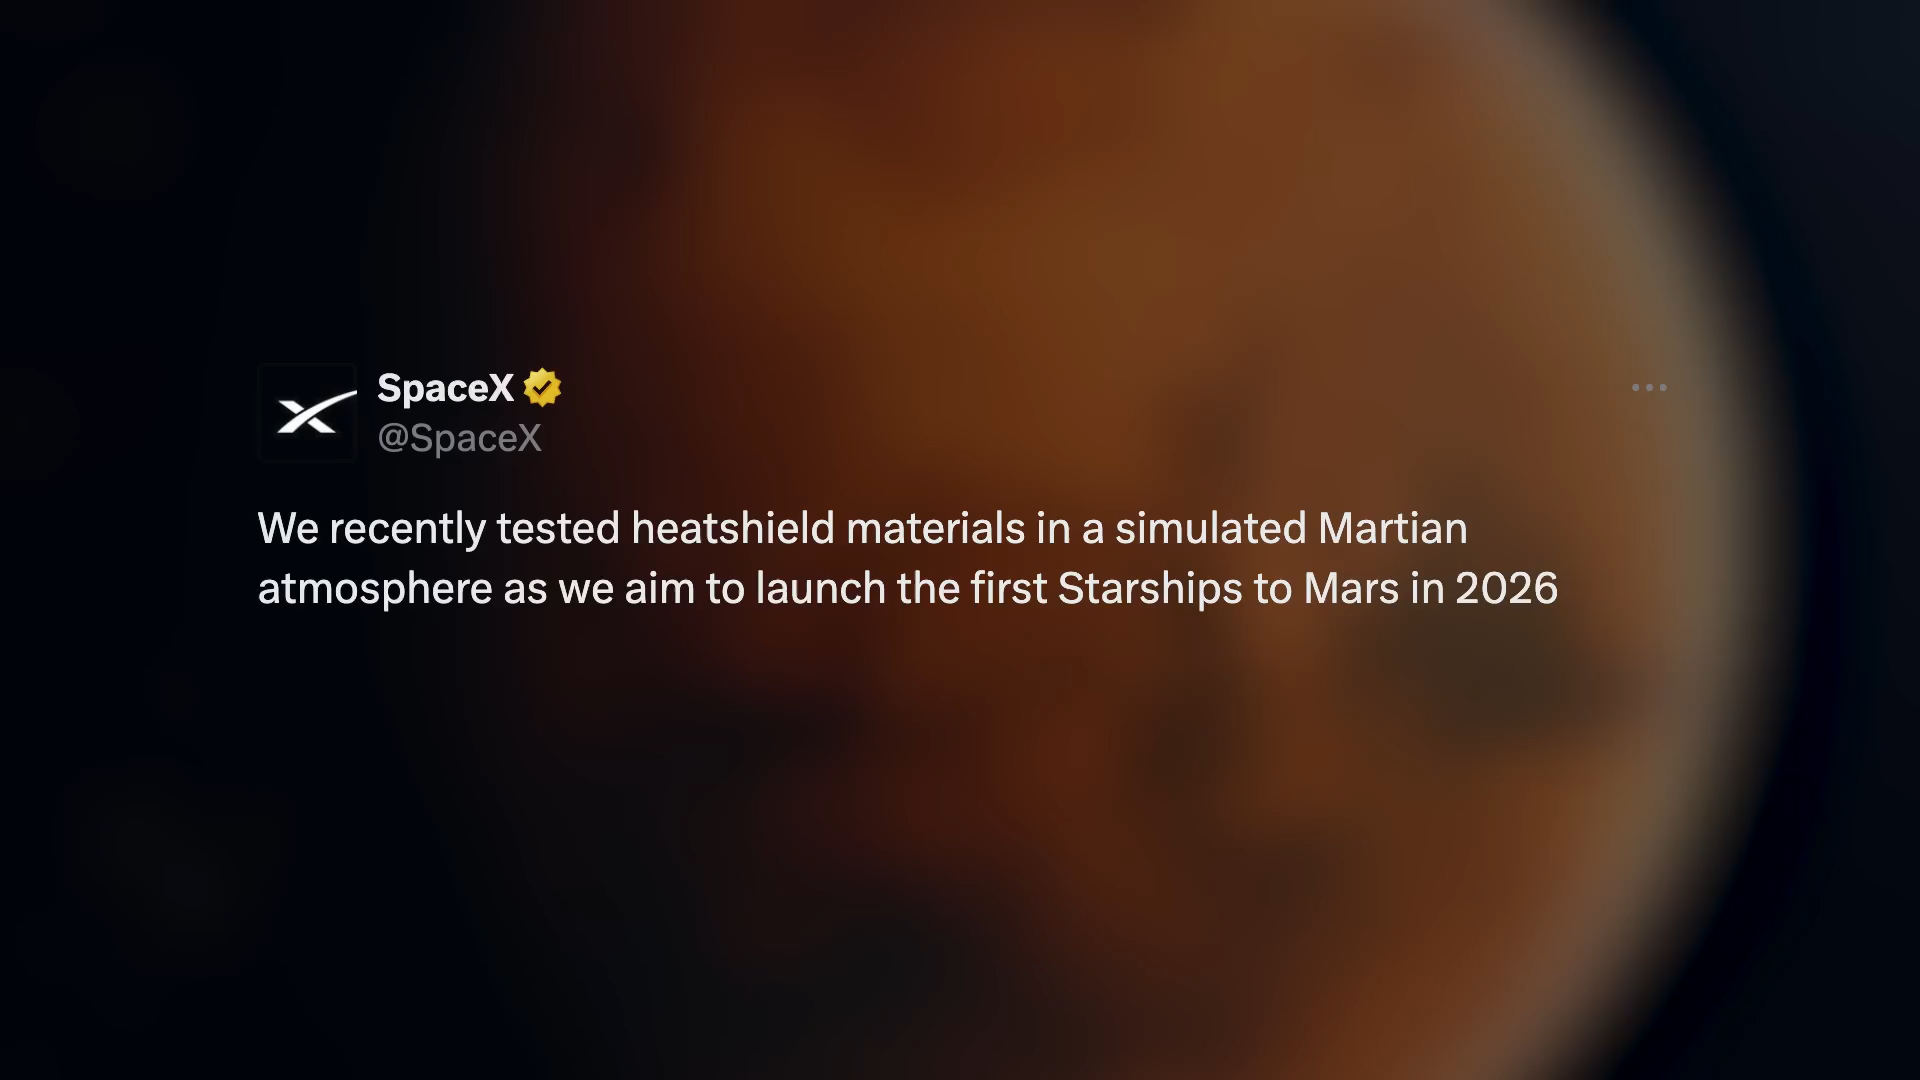 SpaceX
@SpaceX
We recently tested heatshield materials in a simulated Martian
atmosphere as we aim to launch the first Starships to Mars in 2026